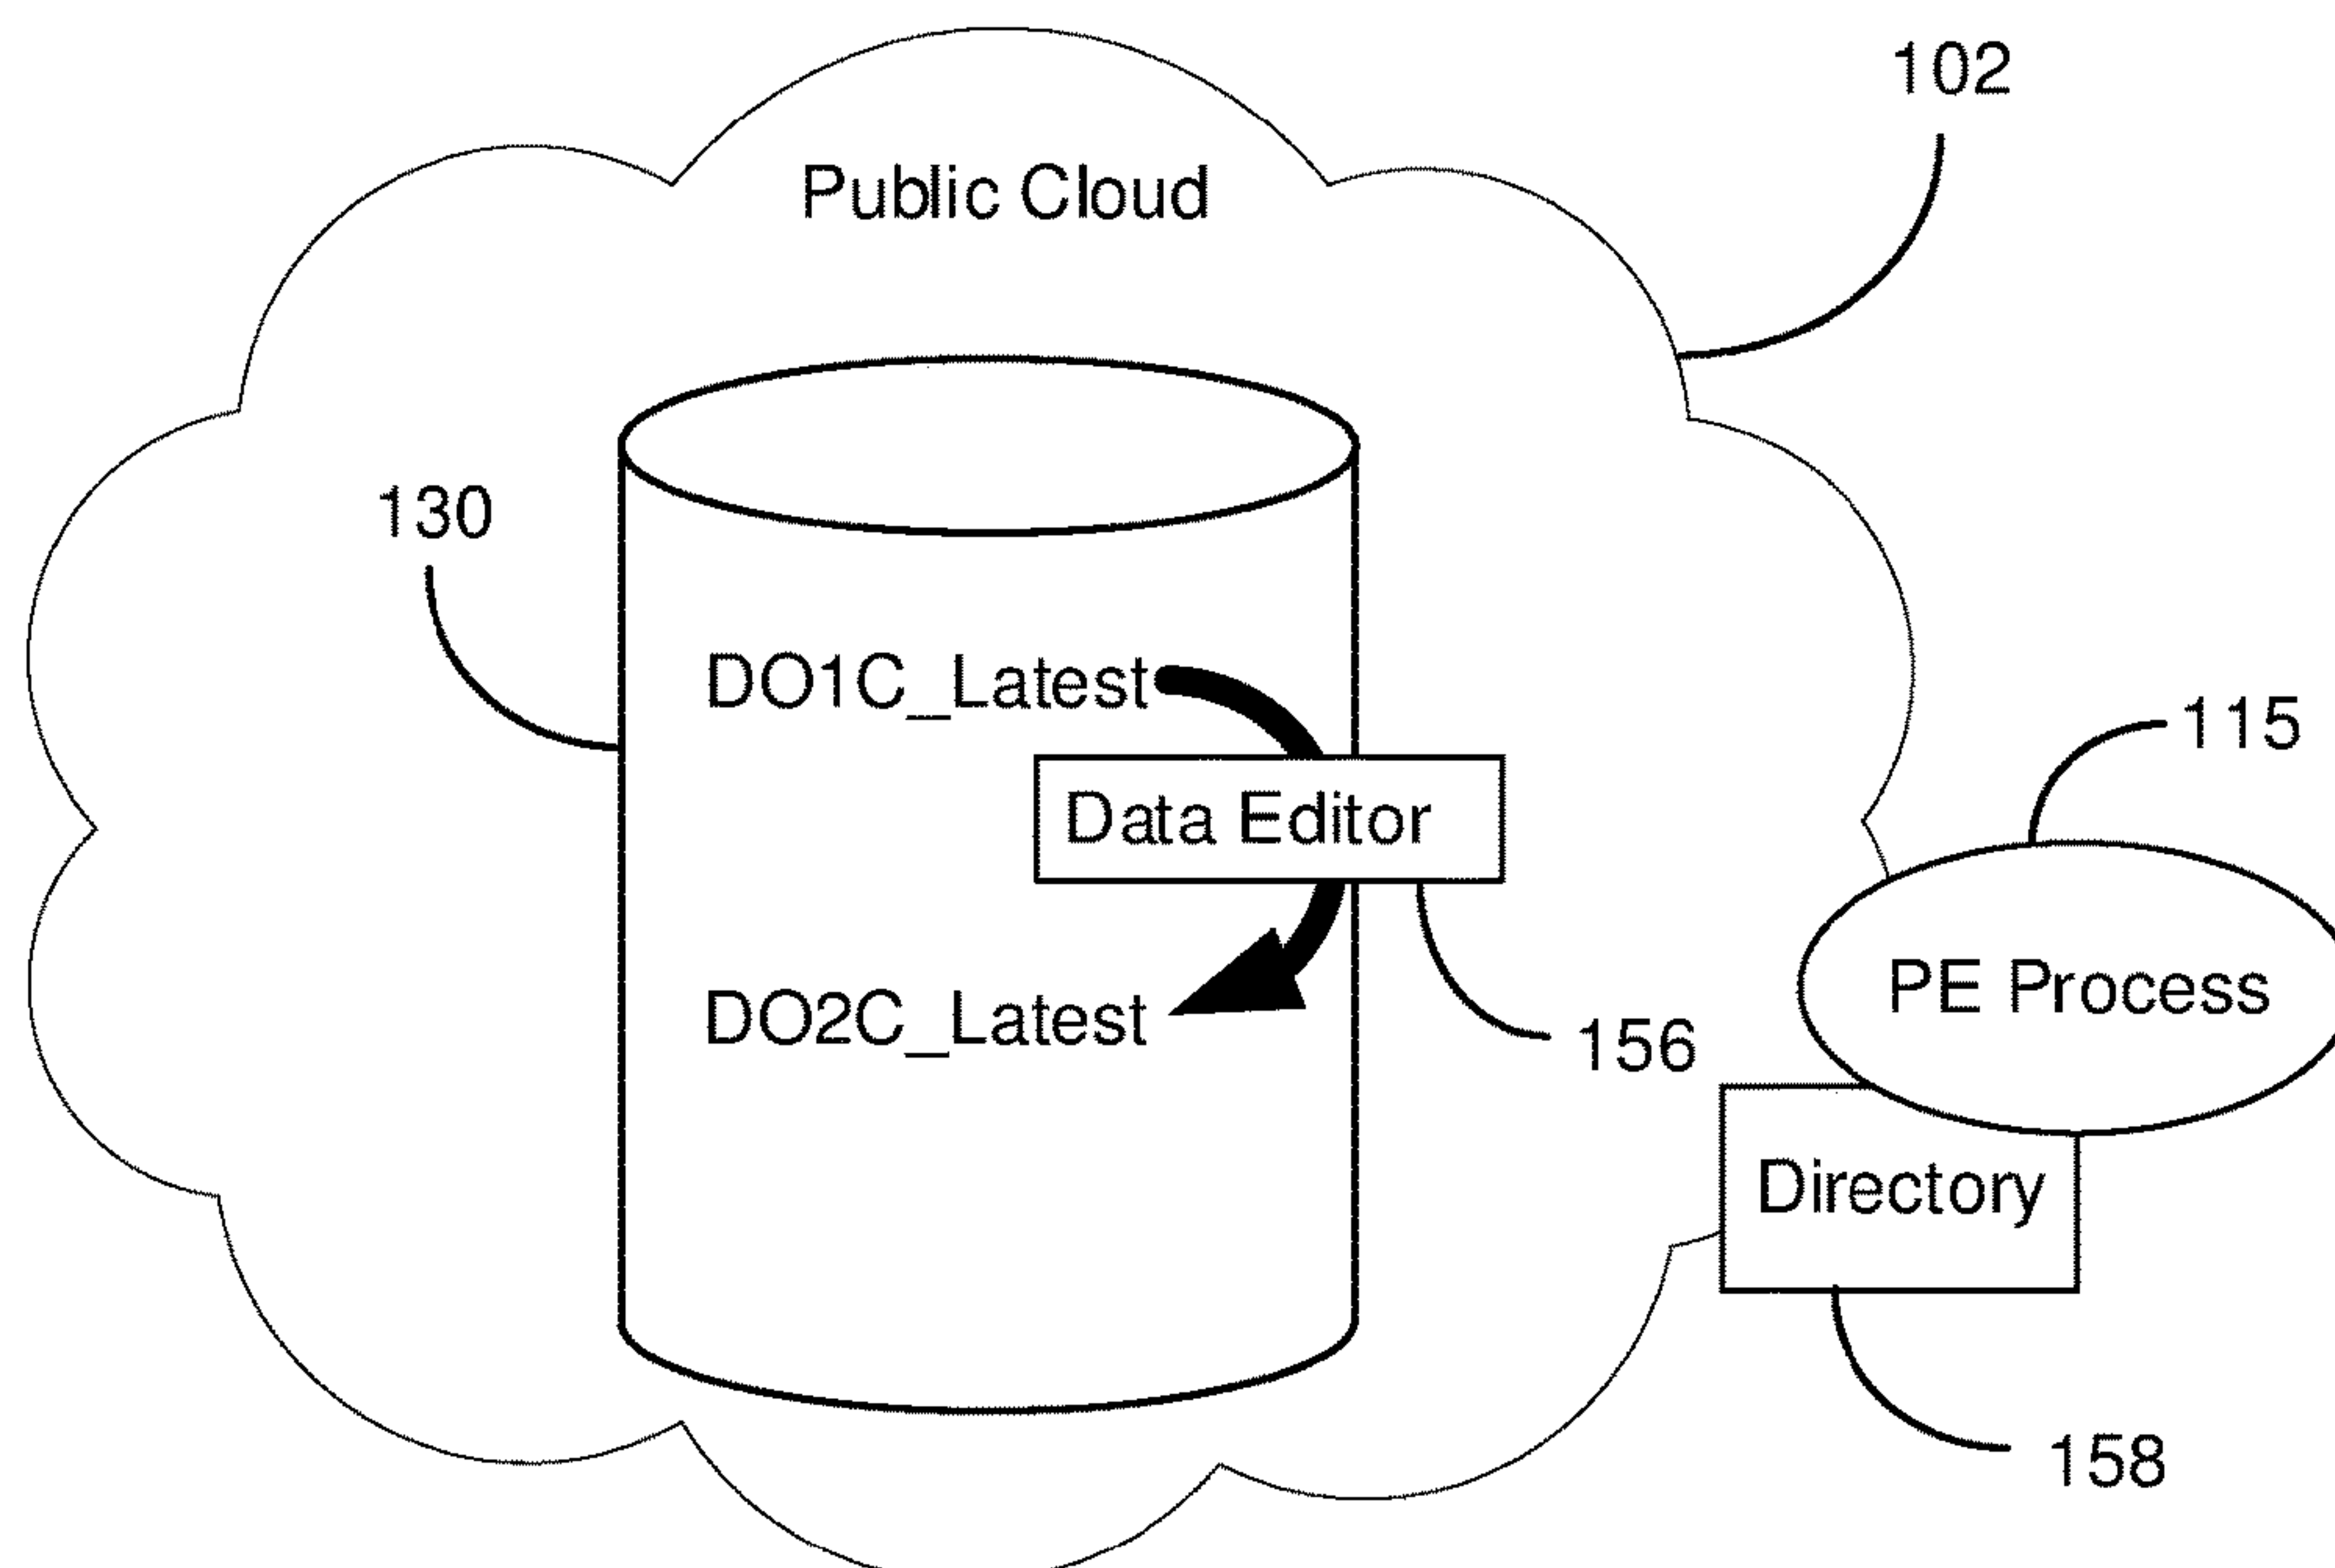 102
Public Cloud
130
DO1C_Latest
115
Data Editor
PE Process
DO2C_Latest
156
Directory
158